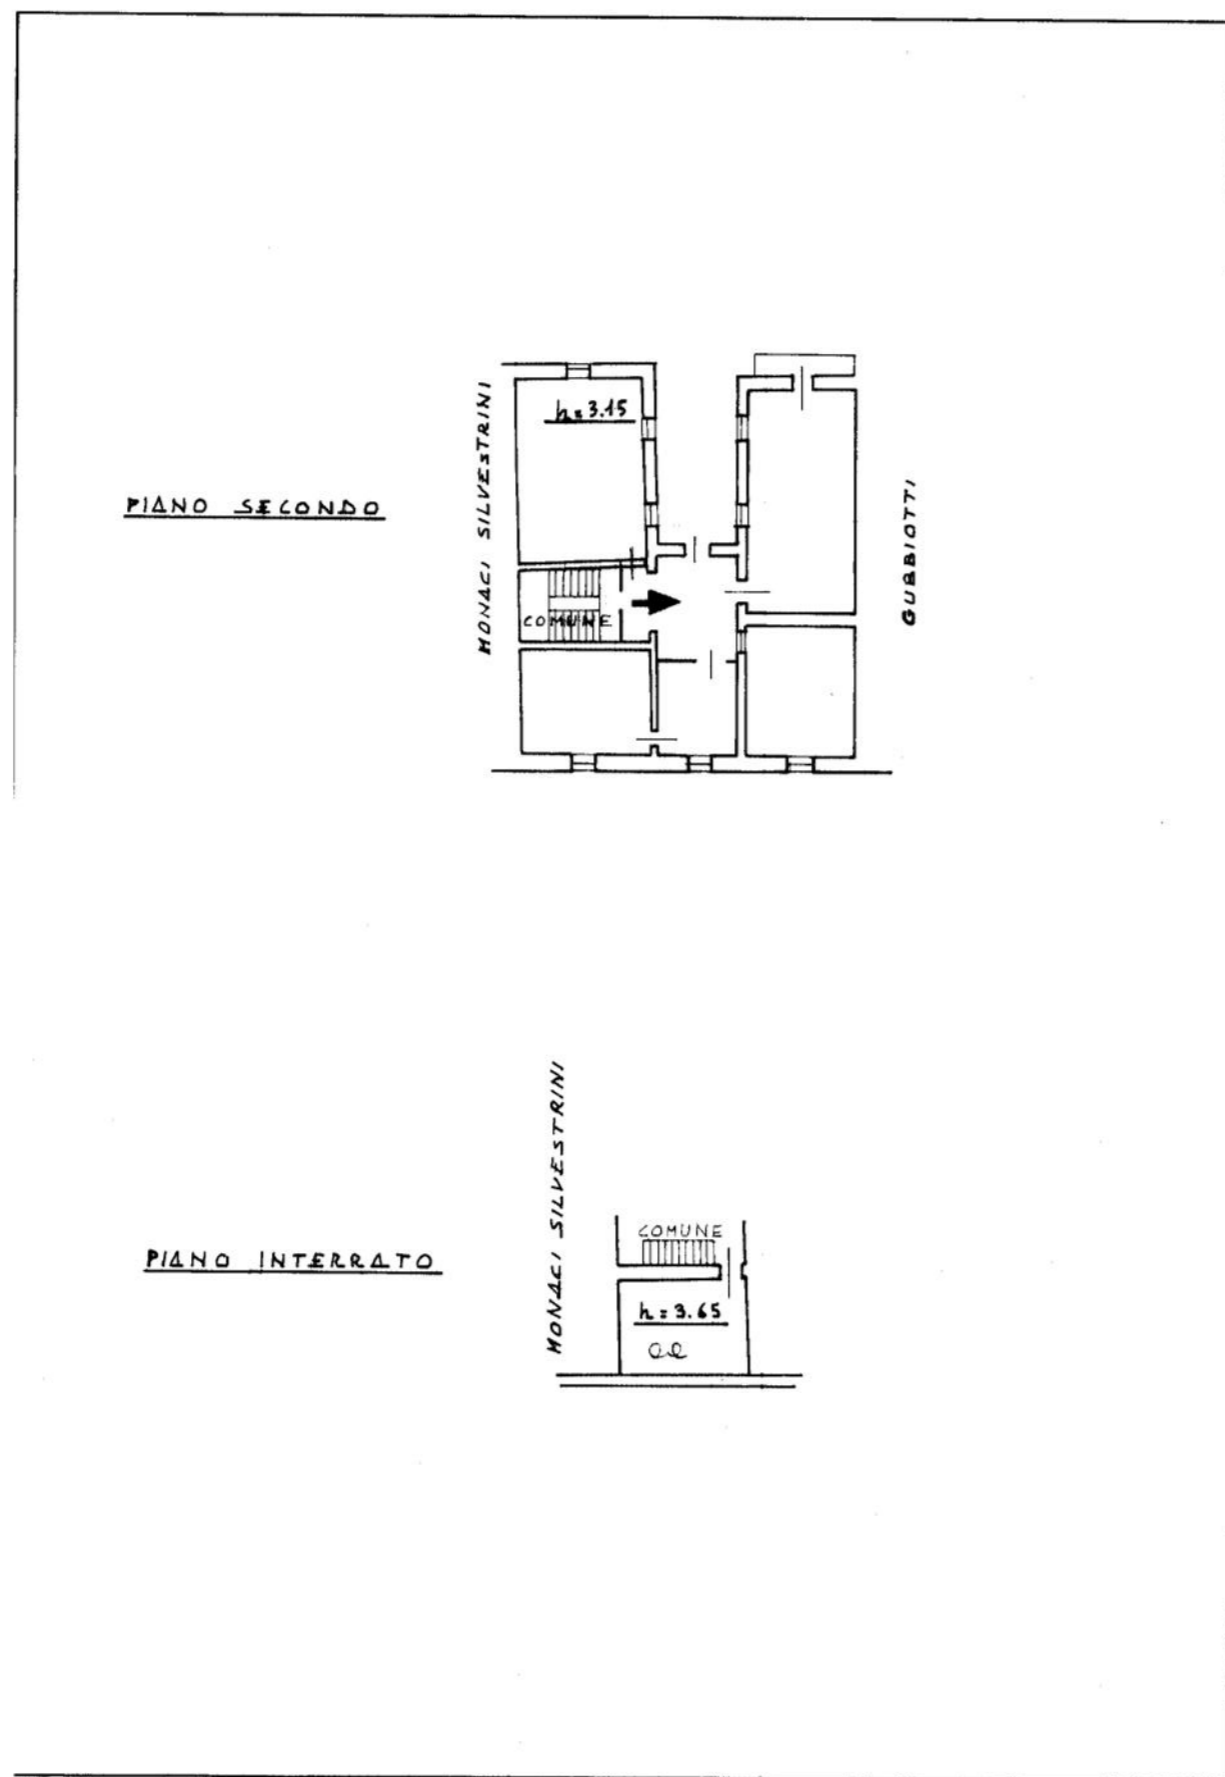 h = 3.15
MONACI SILVESTRINI
PIANO SECONDO
GUBBIOTTI
COMUNE
MONACI SILVESTRINI
COMUNE
PIANO INTERRATO
h = 3.65